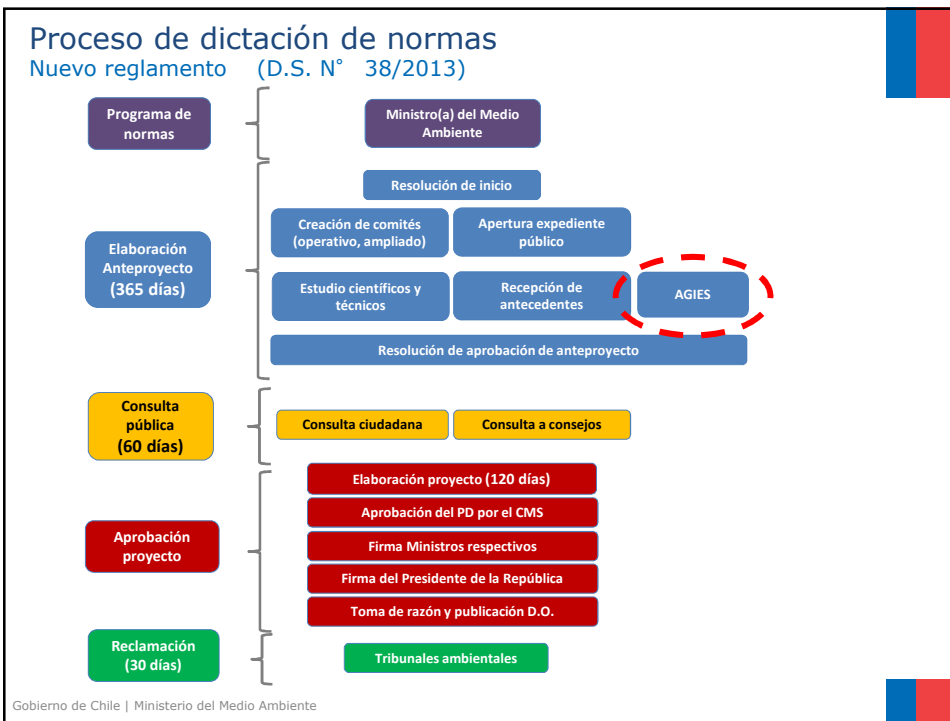 Proceso de dictación de normas
Nuevo reglamento (D.S. N° 38/2013)
Programa de
normas
Ministro(a) del Medio
Ambiente
Elaboración
Anteproyecto
(365 días)
Resolución de inicio
Creación de comités
(operativo, ampliado)
Apertura expediente
público
Estudio científicos y
técnicos
Recepción de
antecedentes
AGIES
Resolución de aprobación de anteproyecto
Consulta
pública
(60 días)
Consulta ciudadana
Consulta a consejos
Aprobación
proyecto
Elaboración proyecto (120 días)
Aprobación del PD por el CMS
Firma Ministros respectivos
Firma del Presidente de la República
Toma de razón y publicación D.O.
Reclamación
(30 días)
Tribunales ambientales
Gobierno de Chile | Ministerio del Medio Ambiente